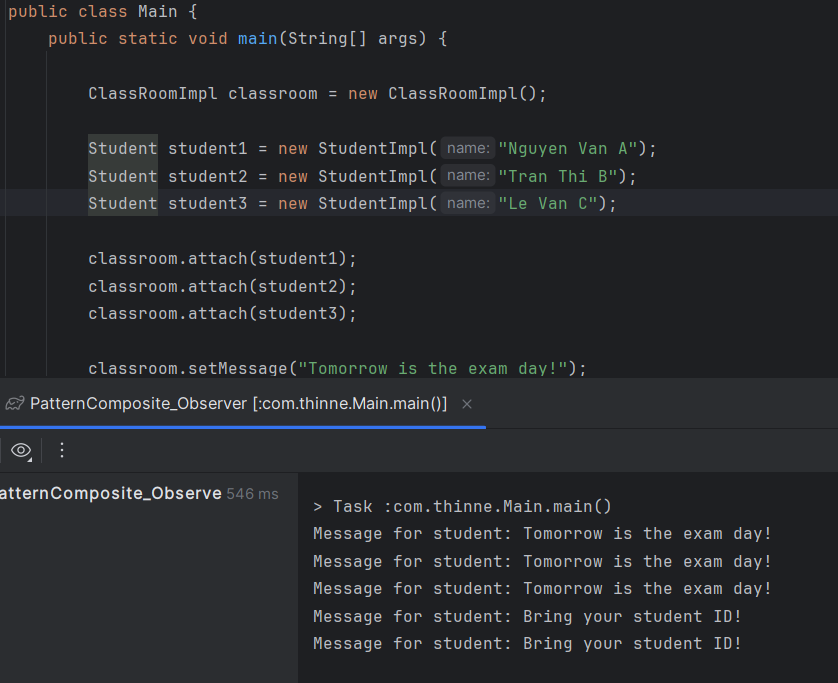 public class Main {
public static void main(String[] args) {
ClassRoomImpl classroom = new ClassRoomImpl();
Student student1 = new StudentImpl( name: "Nguyen Van A");
Student student2 = new StudentImpl( name: "Tran Thi B");
Student student3 = new StudentImpl( name: "Le Van C");
classroom.attach(student1);
classroom.attach(student2);
classroom.attach(student3);
classroom.setMessage("Tomorrow is the exam day!");
PatternComposite_Observer [:com.thinne.Main.main()]
atternComposite_Observe 546 ms
> Task :com.thinne.Main.main()
Message for student: Tomorrow is the exam day!
Message for student: Tomorrow is the exam day!
Message for student: Tomorrow is the exam day!
Message for student: Bring your student ID!
Message for student: Bring your student ID!